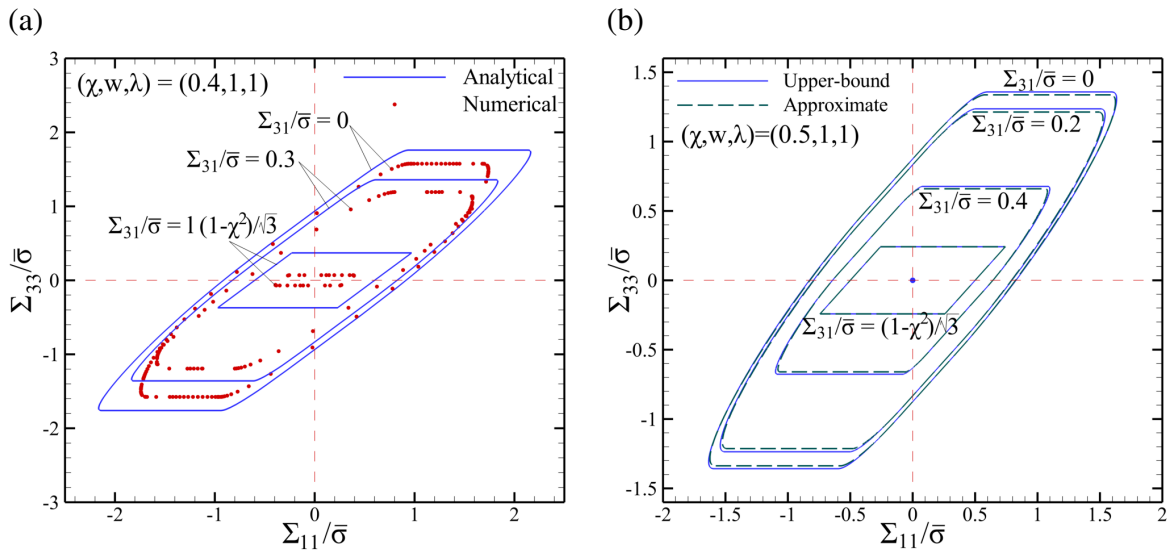 (a)
(χ,w,λ) = (0.4,1,1)
Analytical
Numerical
Σ31/σ̅ = 0
Σ31/σ̅ = 0.3
Σ31/σ̅ = 1 (1-χ²)/√3
3
2
1
0
-1
-2
-3
-2
-1
0
1
2
Σ33/σ̅
Σ11/σ̅
(b)
Upper-bound
Approximate
(χ,w,λ)=(0.5,1,1)
Σ31/σ̅ = 0
Σ31/σ̅ = 0.2
Σ31/σ̅ = 0.4
Σ31/σ̅ = (1-χ²)/√3
1.5
1
0.5
0
-0.5
-1
-1.5
-2
-1.5
-1
-0.5
0
0.5
1
1.5
2
Σ33/σ̅
Σ11/σ̅